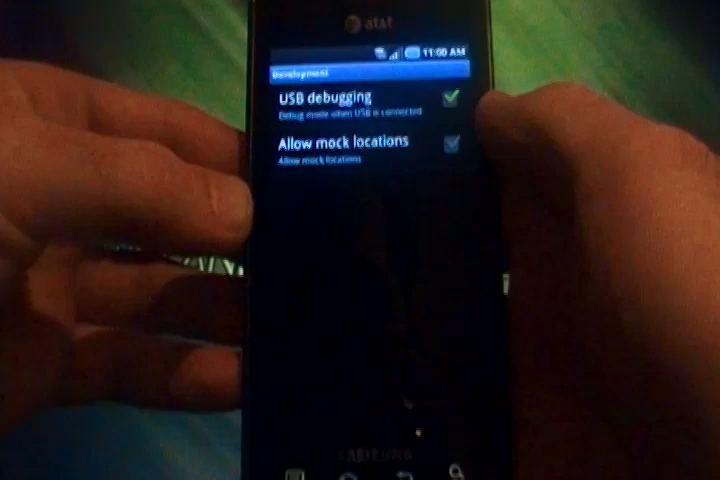 at&t
11:00 AM
Development
USB debugging
Debug mode when USB is connected
Allow mock locations
Allow mock locations
SAMSUNG